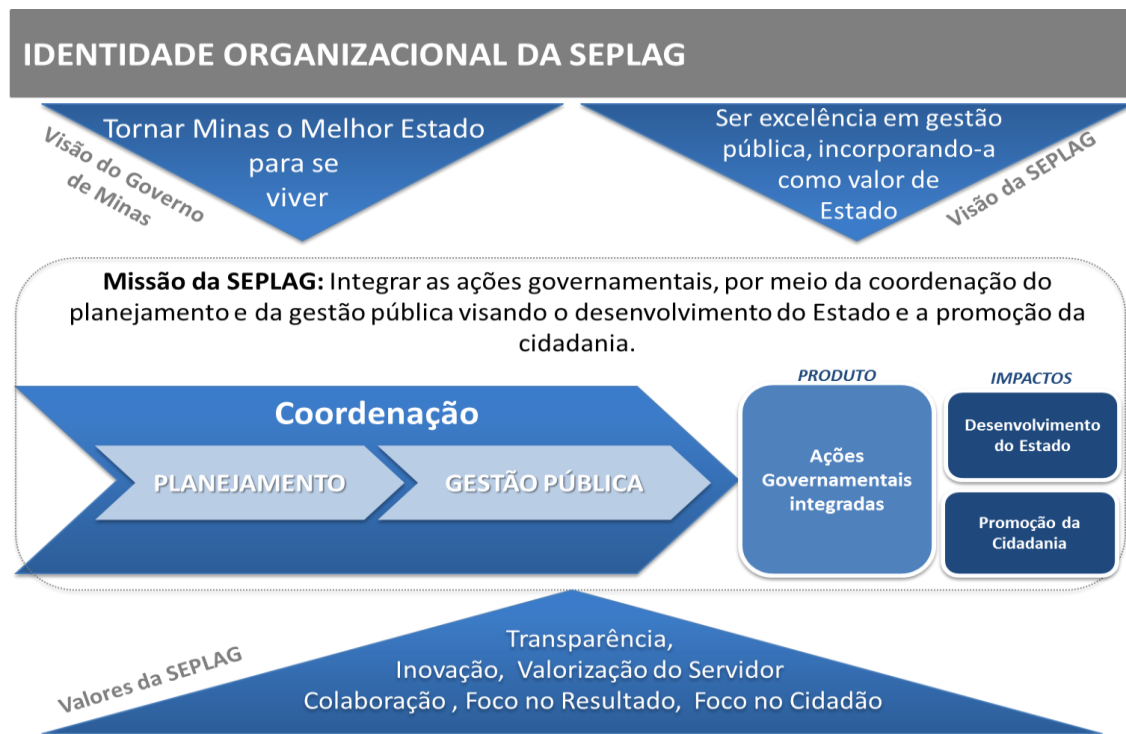 IDENTIDADE ORGANIZACIONAL DA SEPLAG
Visão do Governo
de Minas
Tornar Minas o Melhor Estado
para se
viver
Ser excelência em gestão
pública, incorporando-a
como valor de
Estado
Visão da SEPLAG
Missão da SEPLAG: Integrar as ações governamentais, por meio da coordenação do
planejamento e da gestão pública visando o desenvolvimento do Estado e a promoção da
cidadania.
Coordenação
PLANEJAMENTO
GESTÃO PÚBLICA
PRODUTO
Ações
Governamentais
integradas
IMPACTOS
Desenvolvimento
do Estado
Promoção da
Cidadania
Valores da SEPLAG
Transparência,
Inovação, Valorização do Servidor
Colaboração , Foco no Resultado, Foco no Cidadão